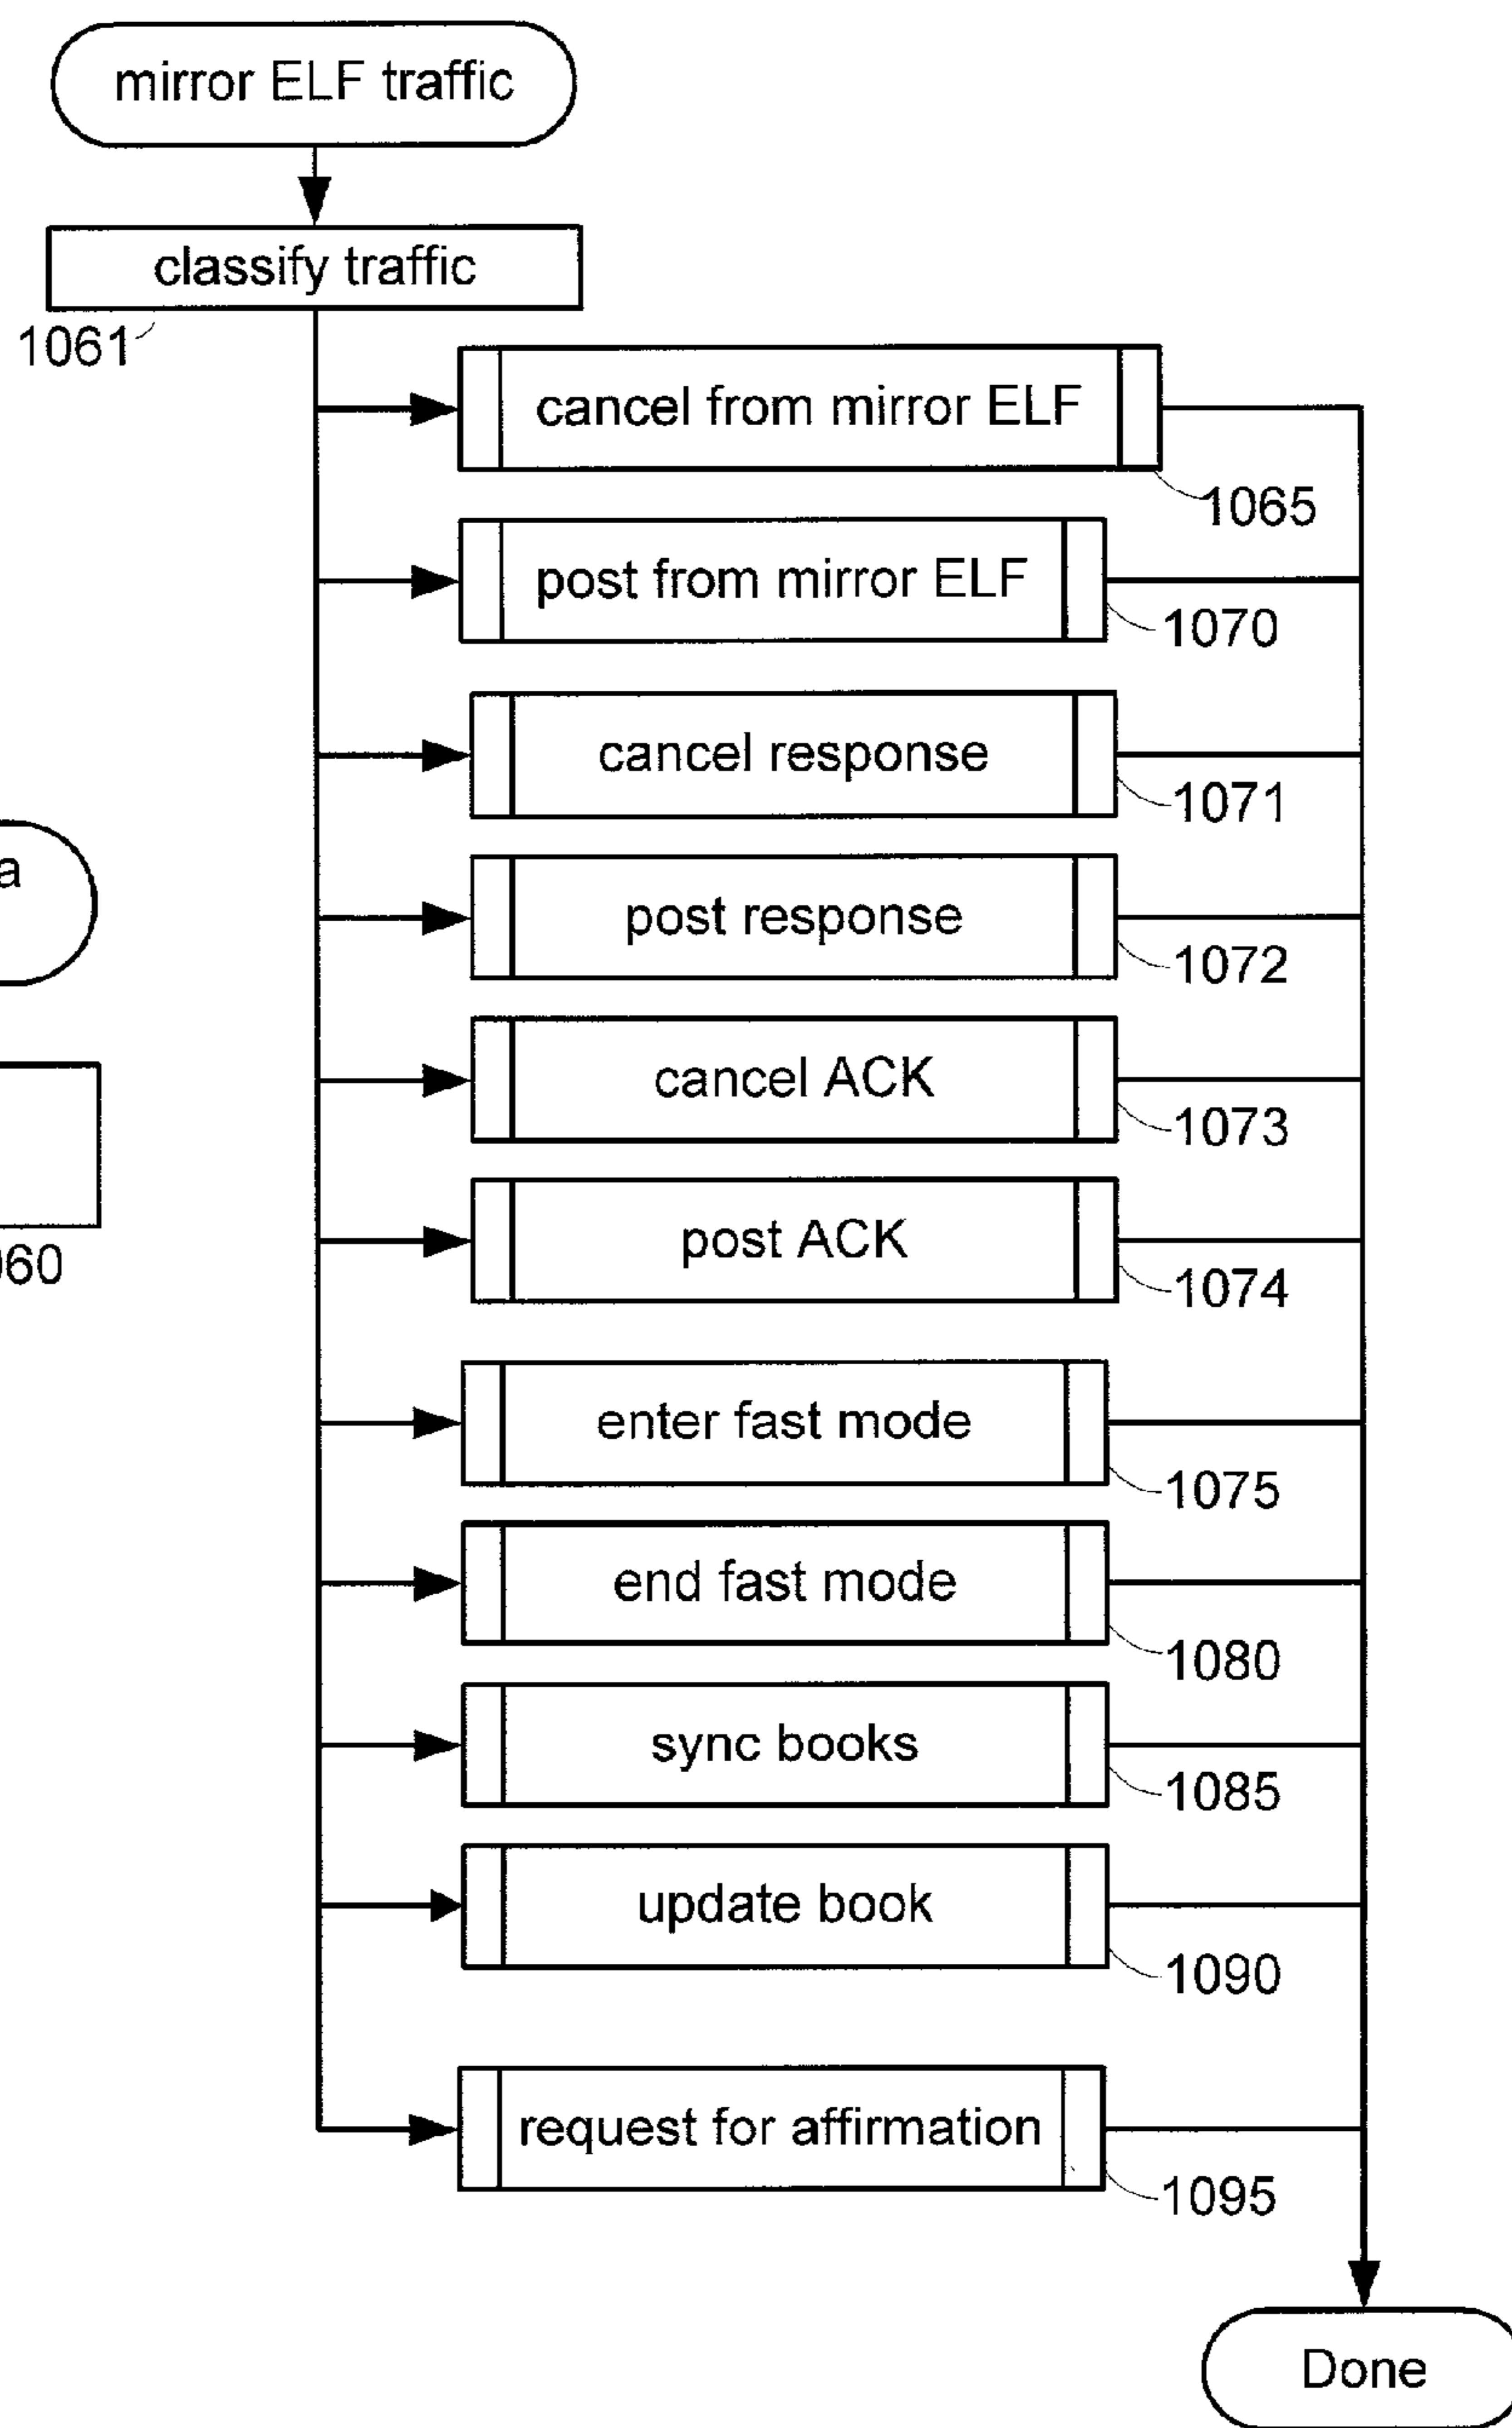 mirror ELF traffic
classify traffic
1061
cancel from mirror ELF
1065
post from mirror ELF
1070
cancel response
1071
a
post response
1072
cancel ACK
1073
post ACK
060
1074
enter fast mode
1075
end fast mode
1080
sync books
1085
update book
1090
request for affirmation
1095
Done